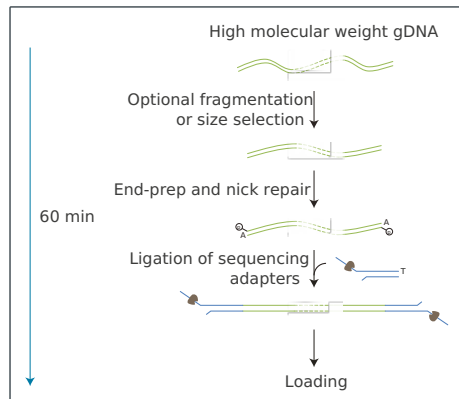 High molecular weight gDNA
Optional fragmentation
or size selection
End-prep and nick repair
60 min
A
P
A
P
Ligation of sequencing
adapters
T
Loading